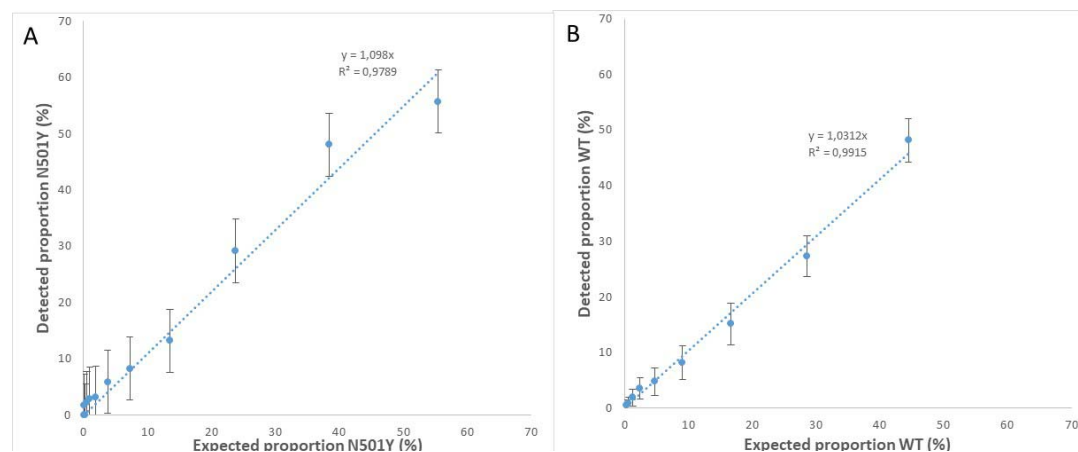 A
70
60
50
40
30
20
10
0
Detected proportion N501Y (%)
y = 1,098x
R² = 0,9789
0 10 20 30 40 50 60 70
Expected proportion N501Y (%)
B
70
60
50
40
30
20
10
0
Detected proportion WT (%)
y = 1,0312x
R² = 0,9915
0 10 20 30 40 50 60 70
Expected proportion WT (%)